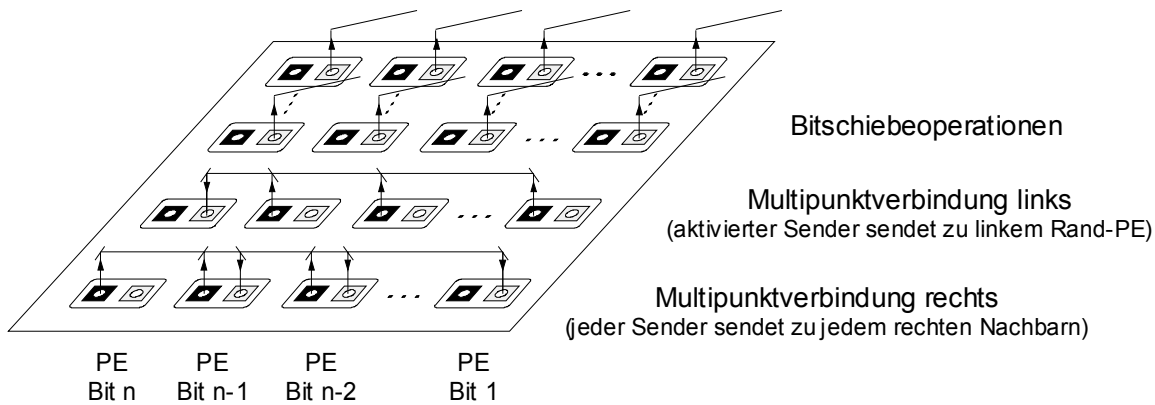 Bitschiebeoperationen
Multipunktverbindung links
(aktivierter Sender sendet zu linkem Rand-PE)
Multipunktverbindung rechts
(jeder Sender sendet zu jedem rechten Nachbarn)
PE PE PE PE
Bit n Bit n-1 Bit n-2 Bit 1